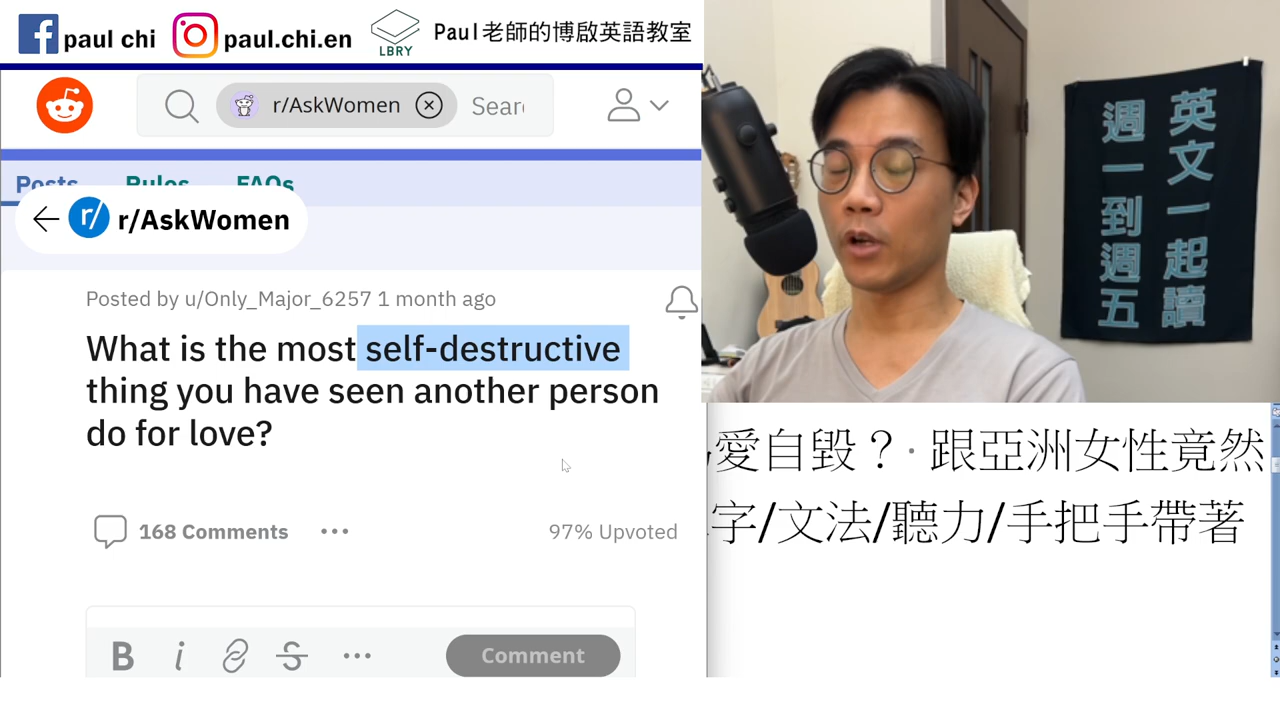 paul chi
paul.chi.en
LBRY
Paul老師的博啟英語教室
r/AskWomen
Posts Rules FAQs
r/ r/AskWomen
Posted by u/Only_Major_6257 1 month ago
What is the most self-destructive
thing you have seen another person
do for love?
168 Comments
97% Upvoted
B i S
Comment
英文一起讀
週一到週五
愛自毀？·跟亞洲女性竟然
字/文法/聽力/手把手帶著